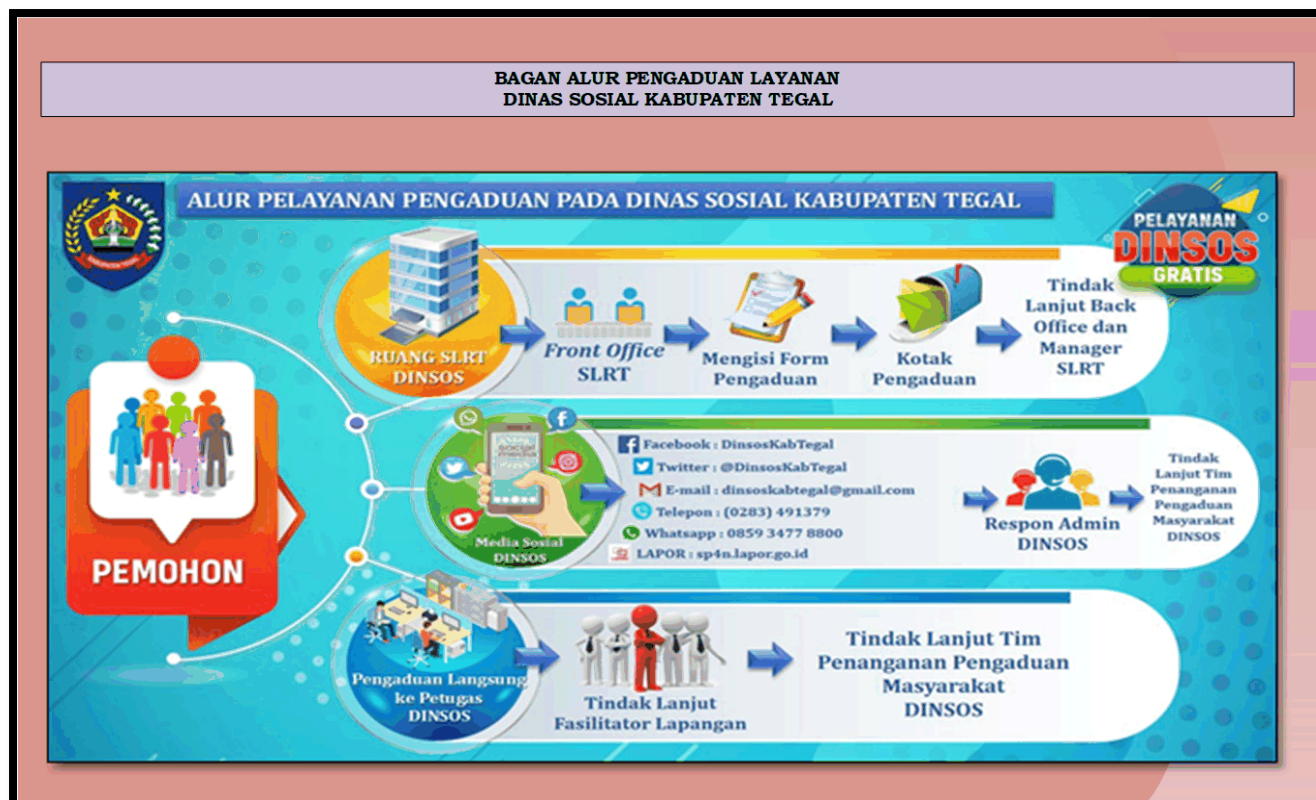 BAGAN ALUR PENGADUAN LAYANAN
DINAS SOSIAL KABUPATEN TEGAL
ALUR PELAYANAN PENGADUAN PADA DINAS SOSIAL KABUPATEN TEGAL
KABUPATEN TEGAL
PELAYANAN
DINSOS
GRATIS
PEMOHON
RUANG SLRT
DINSOS
Front Office
SLRT
Mengisi Form
Pengaduan
Kotak
Pengaduan
Tindak
Lanjut Back
Office dan
Manager
SLRT
social
media
Media Sosial
DINSOS
Facebook : DinsosKabTegal
Twitter : @DinsosKabTegal
E-mail : dinsoskabtegal@gmail.com
Telepon : (0283) 491379
Whatsapp : 0859 3477 8800
LAPOR : sp4n.lapor.go.id
Respon Admin
DINSOS
Tindak
Lanjut Tim
Penanganan
Pengaduan
Masyarakat
DINSOS
Pengaduan Langsung
ke Petugas
DINSOS
Tindak Lanjut
Fasilitator Lapangan
Tindak Lanjut Tim
Penanganan Pengaduan
Masyarakat
DINSOS